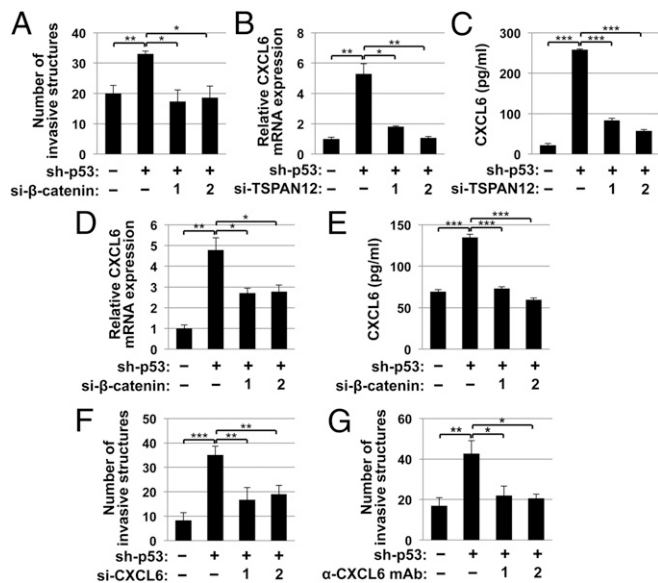 A
Number of
invasive structures
40
30
20
10
0
**
*
*
sh-p53: – + + +
si-β-catenin: – – 1 2
B
Relative CXCL6
mRNA expression
8
6
4
2
0
**
*
**
sh-p53: – + + +
si-TSPAN12: – – 1 2
C
CXCL6 (pg/ml)
300
200
100
0
***
***
***
sh-p53: – + + +
si-TSPAN12: – – 1 2
D
Relative CXCL6
mRNA expression
6
5
4
3
2
1
0
**
*
*
sh-p53: – + + +
si-β-catenin: – – 1 2
E
CXCL6 (pg/ml)
150
100
50
0
***
***
***
sh-p53: – + + +
si-β-catenin: – – 1 2
F
Number of
invasive structures
50
40
30
20
10
0
***
**
**
sh-p53: – + + +
si-CXCL6: – – 1 2
G
Number of
invasive structures
60
40
20
0
**
*
*
sh-p53: – + + +
α-CXCL6 mAb: – – 1 2